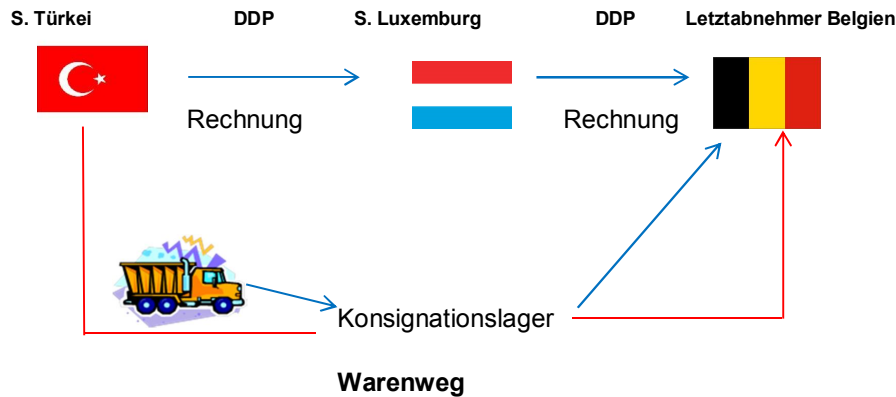 S. Türkei DDP S. Luxemburg DDP Letztabnehmer Belgien
Rechnung Rechnung
Konsignationslager
Warenweg